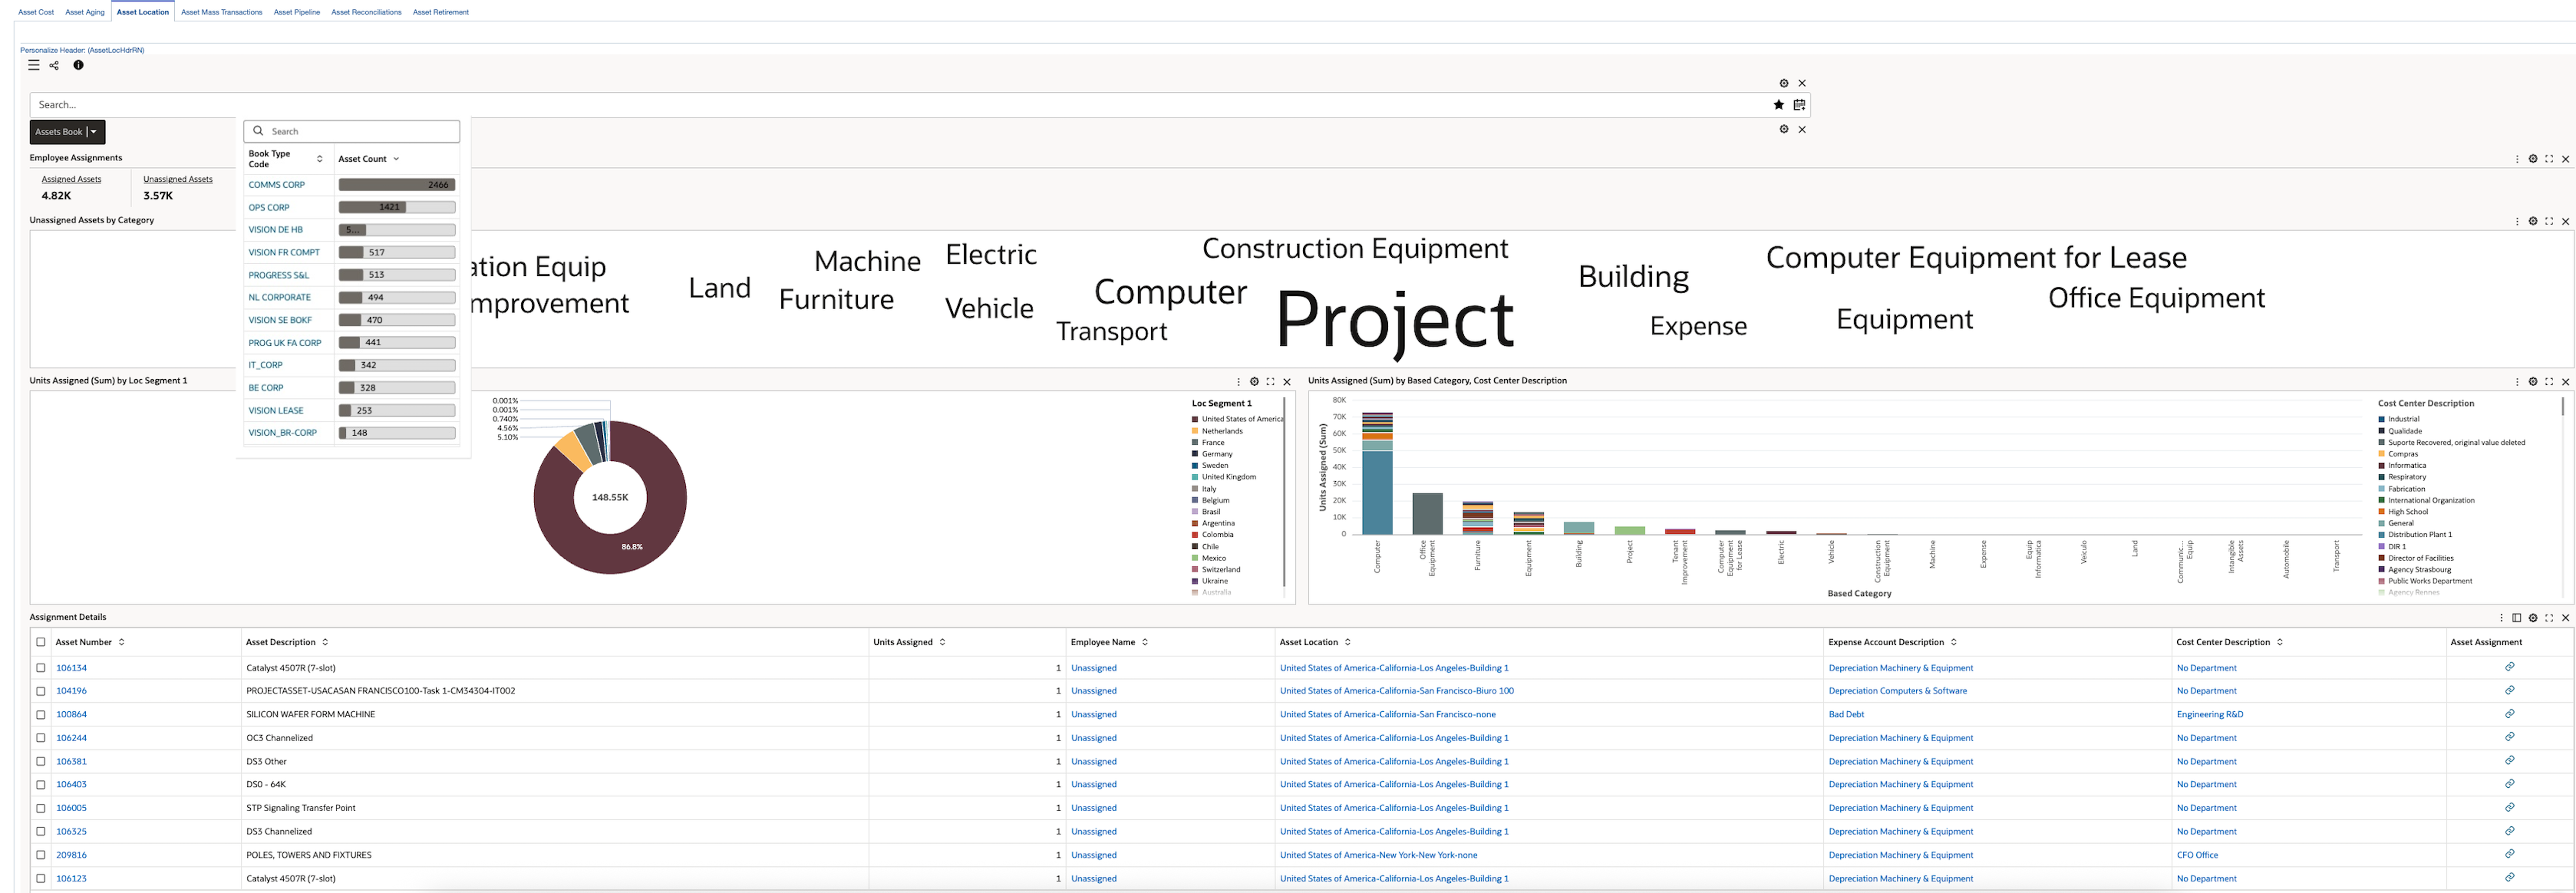 Asset Cost Asset Aging Asset Location Asset Mass Transactions Asset Pipeline Asset Reconciliations Asset Retirement
Personalize Header: (AssetLocHdrRN)
Search...
Assets Book
Search
Book Type Code Asset Count
COMMS CORP 2466
OPS CORP 1421
VISION DE HB 5...
VISION FR COMPT 517
PROGRESS S&L 513
NL CORPORATE 494
VISION SE BOKF 470
PROG UK FA CORP 441
IT_CORP 342
BE CORP 328
VISION LEASE 253
VISION_BR-CORP 148
Employee Assignments
Assigned Assets Unassigned Assets
4.82K 3.57K
Unassigned Assets by Category
ation Equip
mprovement
Land
Machine
Furniture
Electric
Vehicle
Computer
Transport
Construction Equipment
Project
Building
Expense
Computer Equipment for Lease
Equipment
Office Equipment
Units Assigned (Sum) by Loc Segment 1
0.001%
0.001%
0.740%
4.56%
5.10%
148.55K
86.8%
Loc Segment 1
United States of America
Netherlands
France
Germany
Sweden
United Kingdom
Italy
Belgium
Brasil
Argentina
Colombia
Chile
Mexico
Switzerland
Ukraine
Australia
Units Assigned (Sum) by Based Category, Cost Center Description
Units Assigned (Sum)
80K
70K
60K
50K
40K
30K
20K
10K
0
Computer
Office Equipment
Furniture
Equipment
Building
Project
Tenant Improvement
Computer Equipment for Lease
Electric
Vehicle
Construction Equipment
Machine
Expense
Equip Informatica
Veiculo
Land
Communic... Equip
Intangible Assets
Automobile
Transport
Based Category
Cost Center Description
Industrial
Qualidade
Suporte Recovered, original value deleted
Compras
Informatica
Respiratory
Fabrication
International Organization
High School
General
Distribution Plant 1
DIR 1
Director of Facilities
Agency Strasbourg
Public Works Department
Agency Rennes
Assignment Details
Asset Number Asset Description Units Assigned Employee Name Asset Location Expense Account Description Cost Center Description Asset Assignment
106134 Catalyst 4507R (7-slot) 1 Unassigned United States of America-California-Los Angeles-Building 1 Depreciation Machinery & Equipment No Department
104196 PROJECTASSET-USACASAN FRANCISCO100-Task 1-CM34304-IT002 1 Unassigned United States of America-California-San Francisco-Biuro 100 Depreciation Computers & Software No Department
100864 SILICON WAFER FORM MACHINE 1 Unassigned United States of America-California-San Francisco-none Bad Debt Engineering R&D
106244 OC3 Channelized 1 Unassigned United States of America-California-Los Angeles-Building 1 Depreciation Machinery & Equipment No Department
106381 DS3 Other 1 Unassigned United States of America-California-Los Angeles-Building 1 Depreciation Machinery & Equipment No Department
106403 DS0 - 64K 1 Unassigned United States of America-California-Los Angeles-Building 1 Depreciation Machinery & Equipment No Department
106005 STP Signaling Transfer Point 1 Unassigned United States of America-California-Los Angeles-Building 1 Depreciation Machinery & Equipment No Department
106325 DS3 Channelized 1 Unassigned United States of America-California-Los Angeles-Building 1 Depreciation Machinery & Equipment No Department
209816 POLES, TOWERS AND FIXTURES 1 Unassigned United States of America-New York-New York-none Depreciation Machinery & Equipment CFO Office
106123 Catalyst 4507R (7-slot) 1 Unassigned United States of America-California-Los Angeles-Building 1 Depreciation Machinery & Equipment No Department